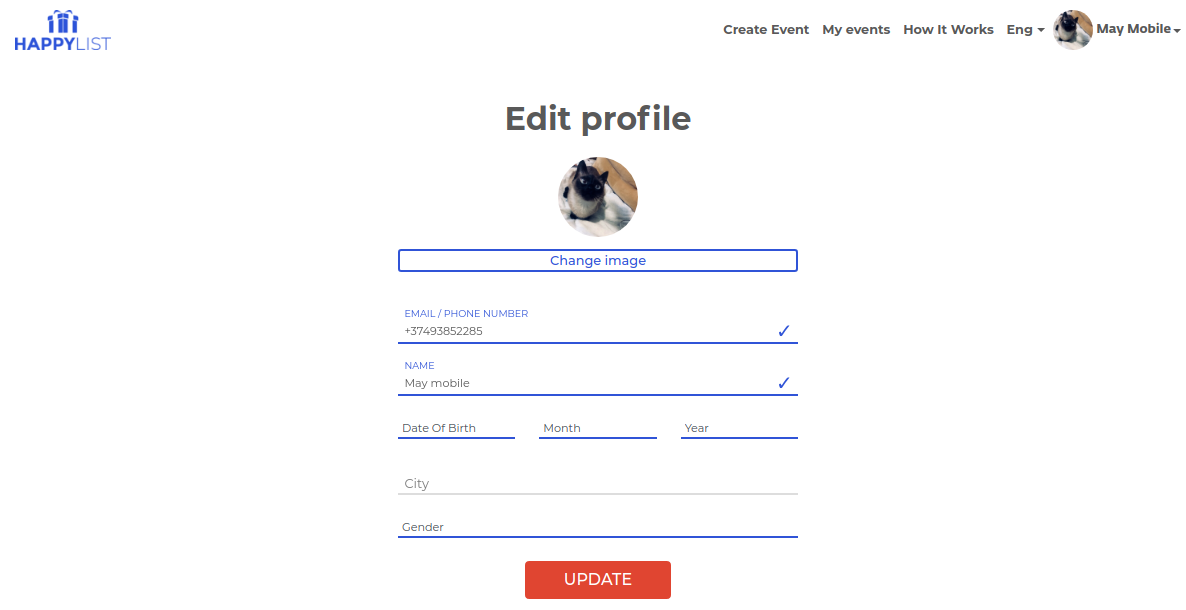 HAPPYLIST
Create Event My events How It Works Eng May Mobile
Edit profile
Change image
EMAIL / PHONE NUMBER
+37493852285 ✓
NAME
May mobile ✓
Date Of Birth Month Year
City
Gender
UPDATE